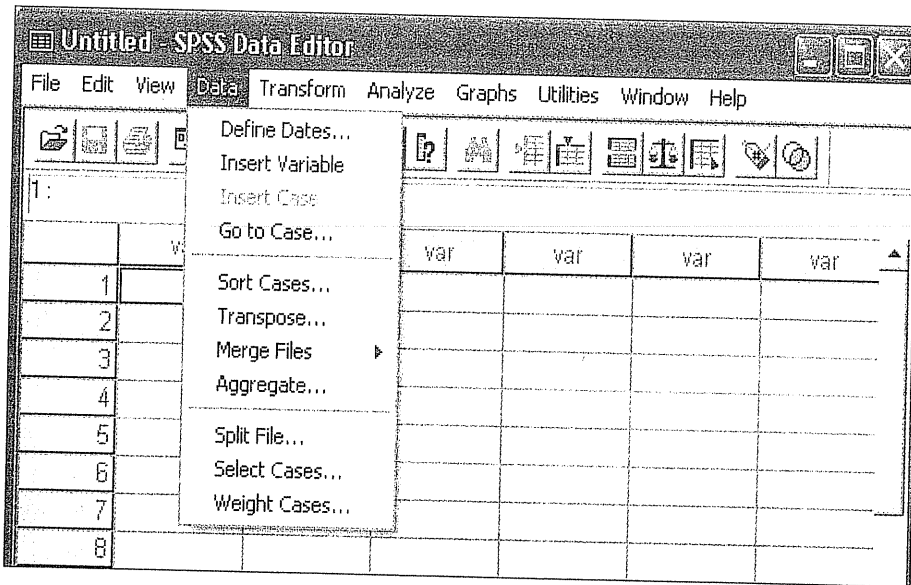 Untitled - SPSS Data Editor
File Edit View Data Transform Analyze Graphs Utilities Window Help
1:
Define Dates...
Insert Variable
Insert Case
Go to Case...
Sort Cases...
Transpose...
Merge Files
Aggregate...
Split File...
Select Cases...
Weight Cases...
var var var var
1
2
3
4
5
6
7
8